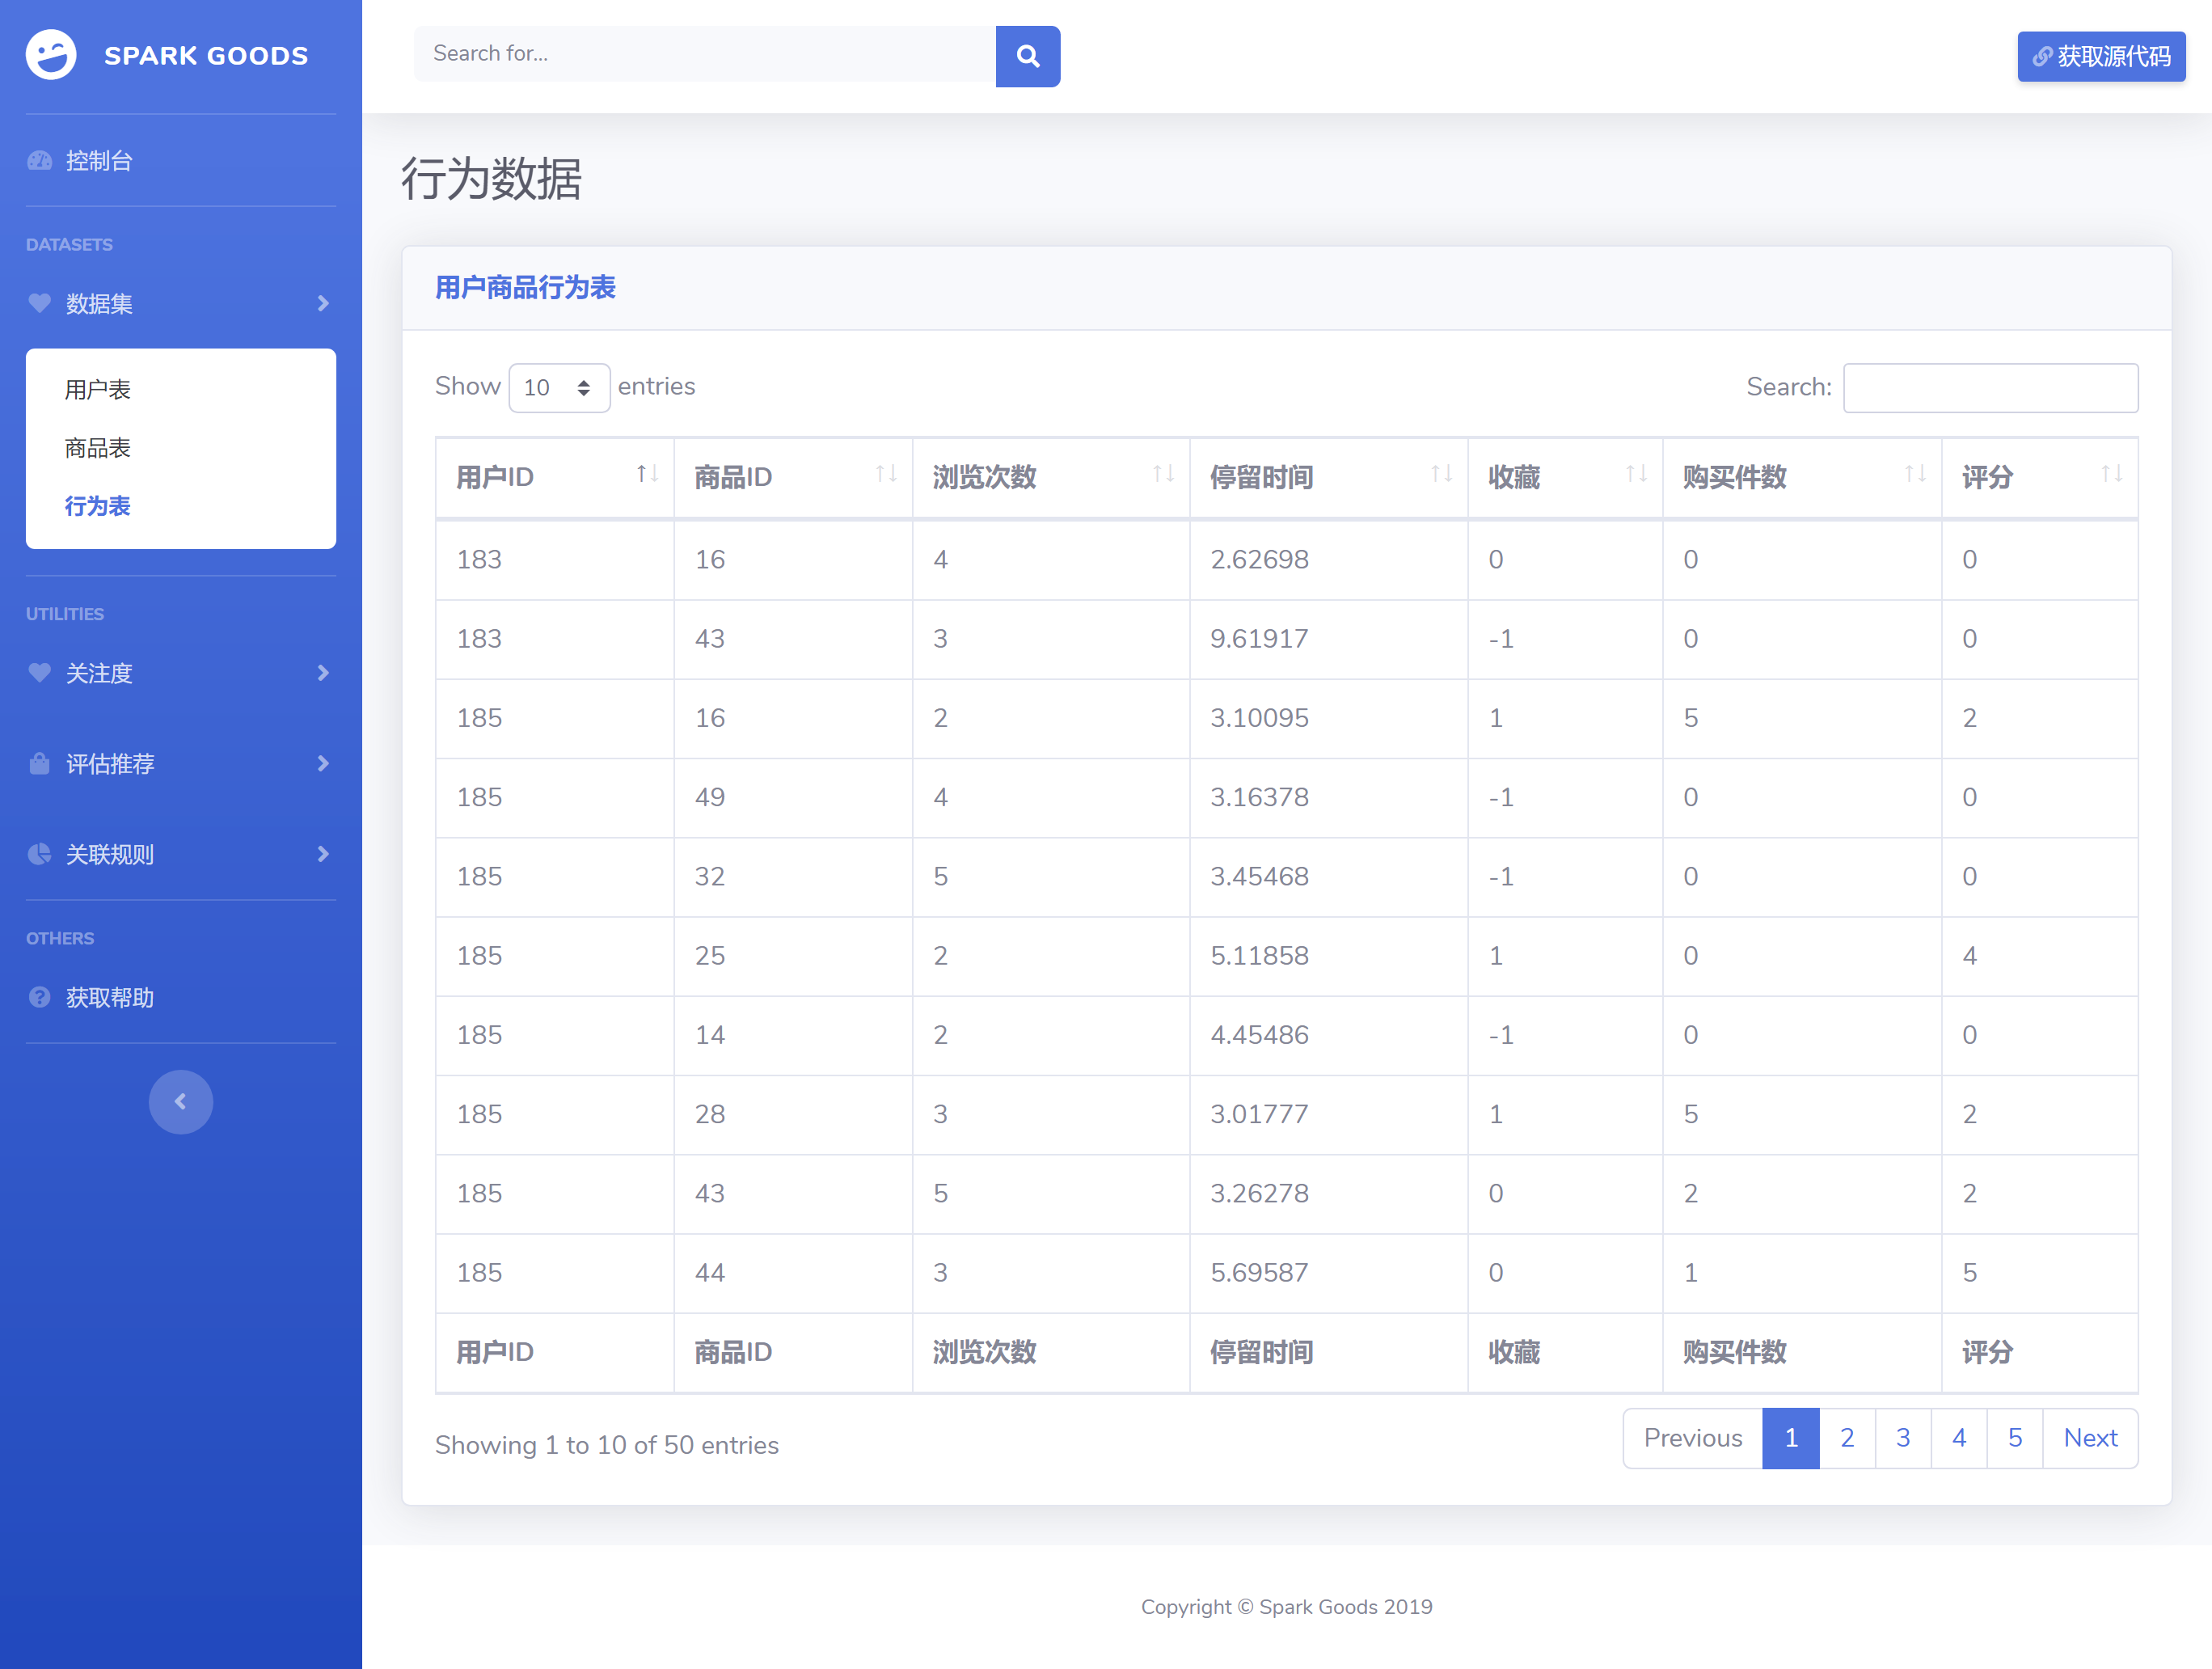 SPARK GOODS
Search for...
获取源代码
控制台
DATASETS
数据集
用户表
商品表
行为表
UTILITIES
关注度
评估推荐
关联规则
OTHERS
获取帮助
行为数据
用户商品行为表
Show 10 entries
Search:
用户ID 商品ID 浏览次数 停留时间 收藏 购买件数 评分
183 16 4 2.62698 0 0 0
183 43 3 9.61917 -1 0 0
185 16 2 3.10095 1 5 2
185 49 4 3.16378 -1 0 0
185 32 5 3.45468 -1 0 0
185 25 2 5.11858 1 0 4
185 14 2 4.45486 -1 0 0
185 28 3 3.01777 1 5 2
185 43 5 3.26278 0 2 2
185 44 3 5.69587 0 1 5
用户ID 商品ID 浏览次数 停留时间 收藏 购买件数 评分
Showing 1 to 10 of 50 entries
Previous 1 2 3 4 5 Next
Copyright © Spark Goods 2019